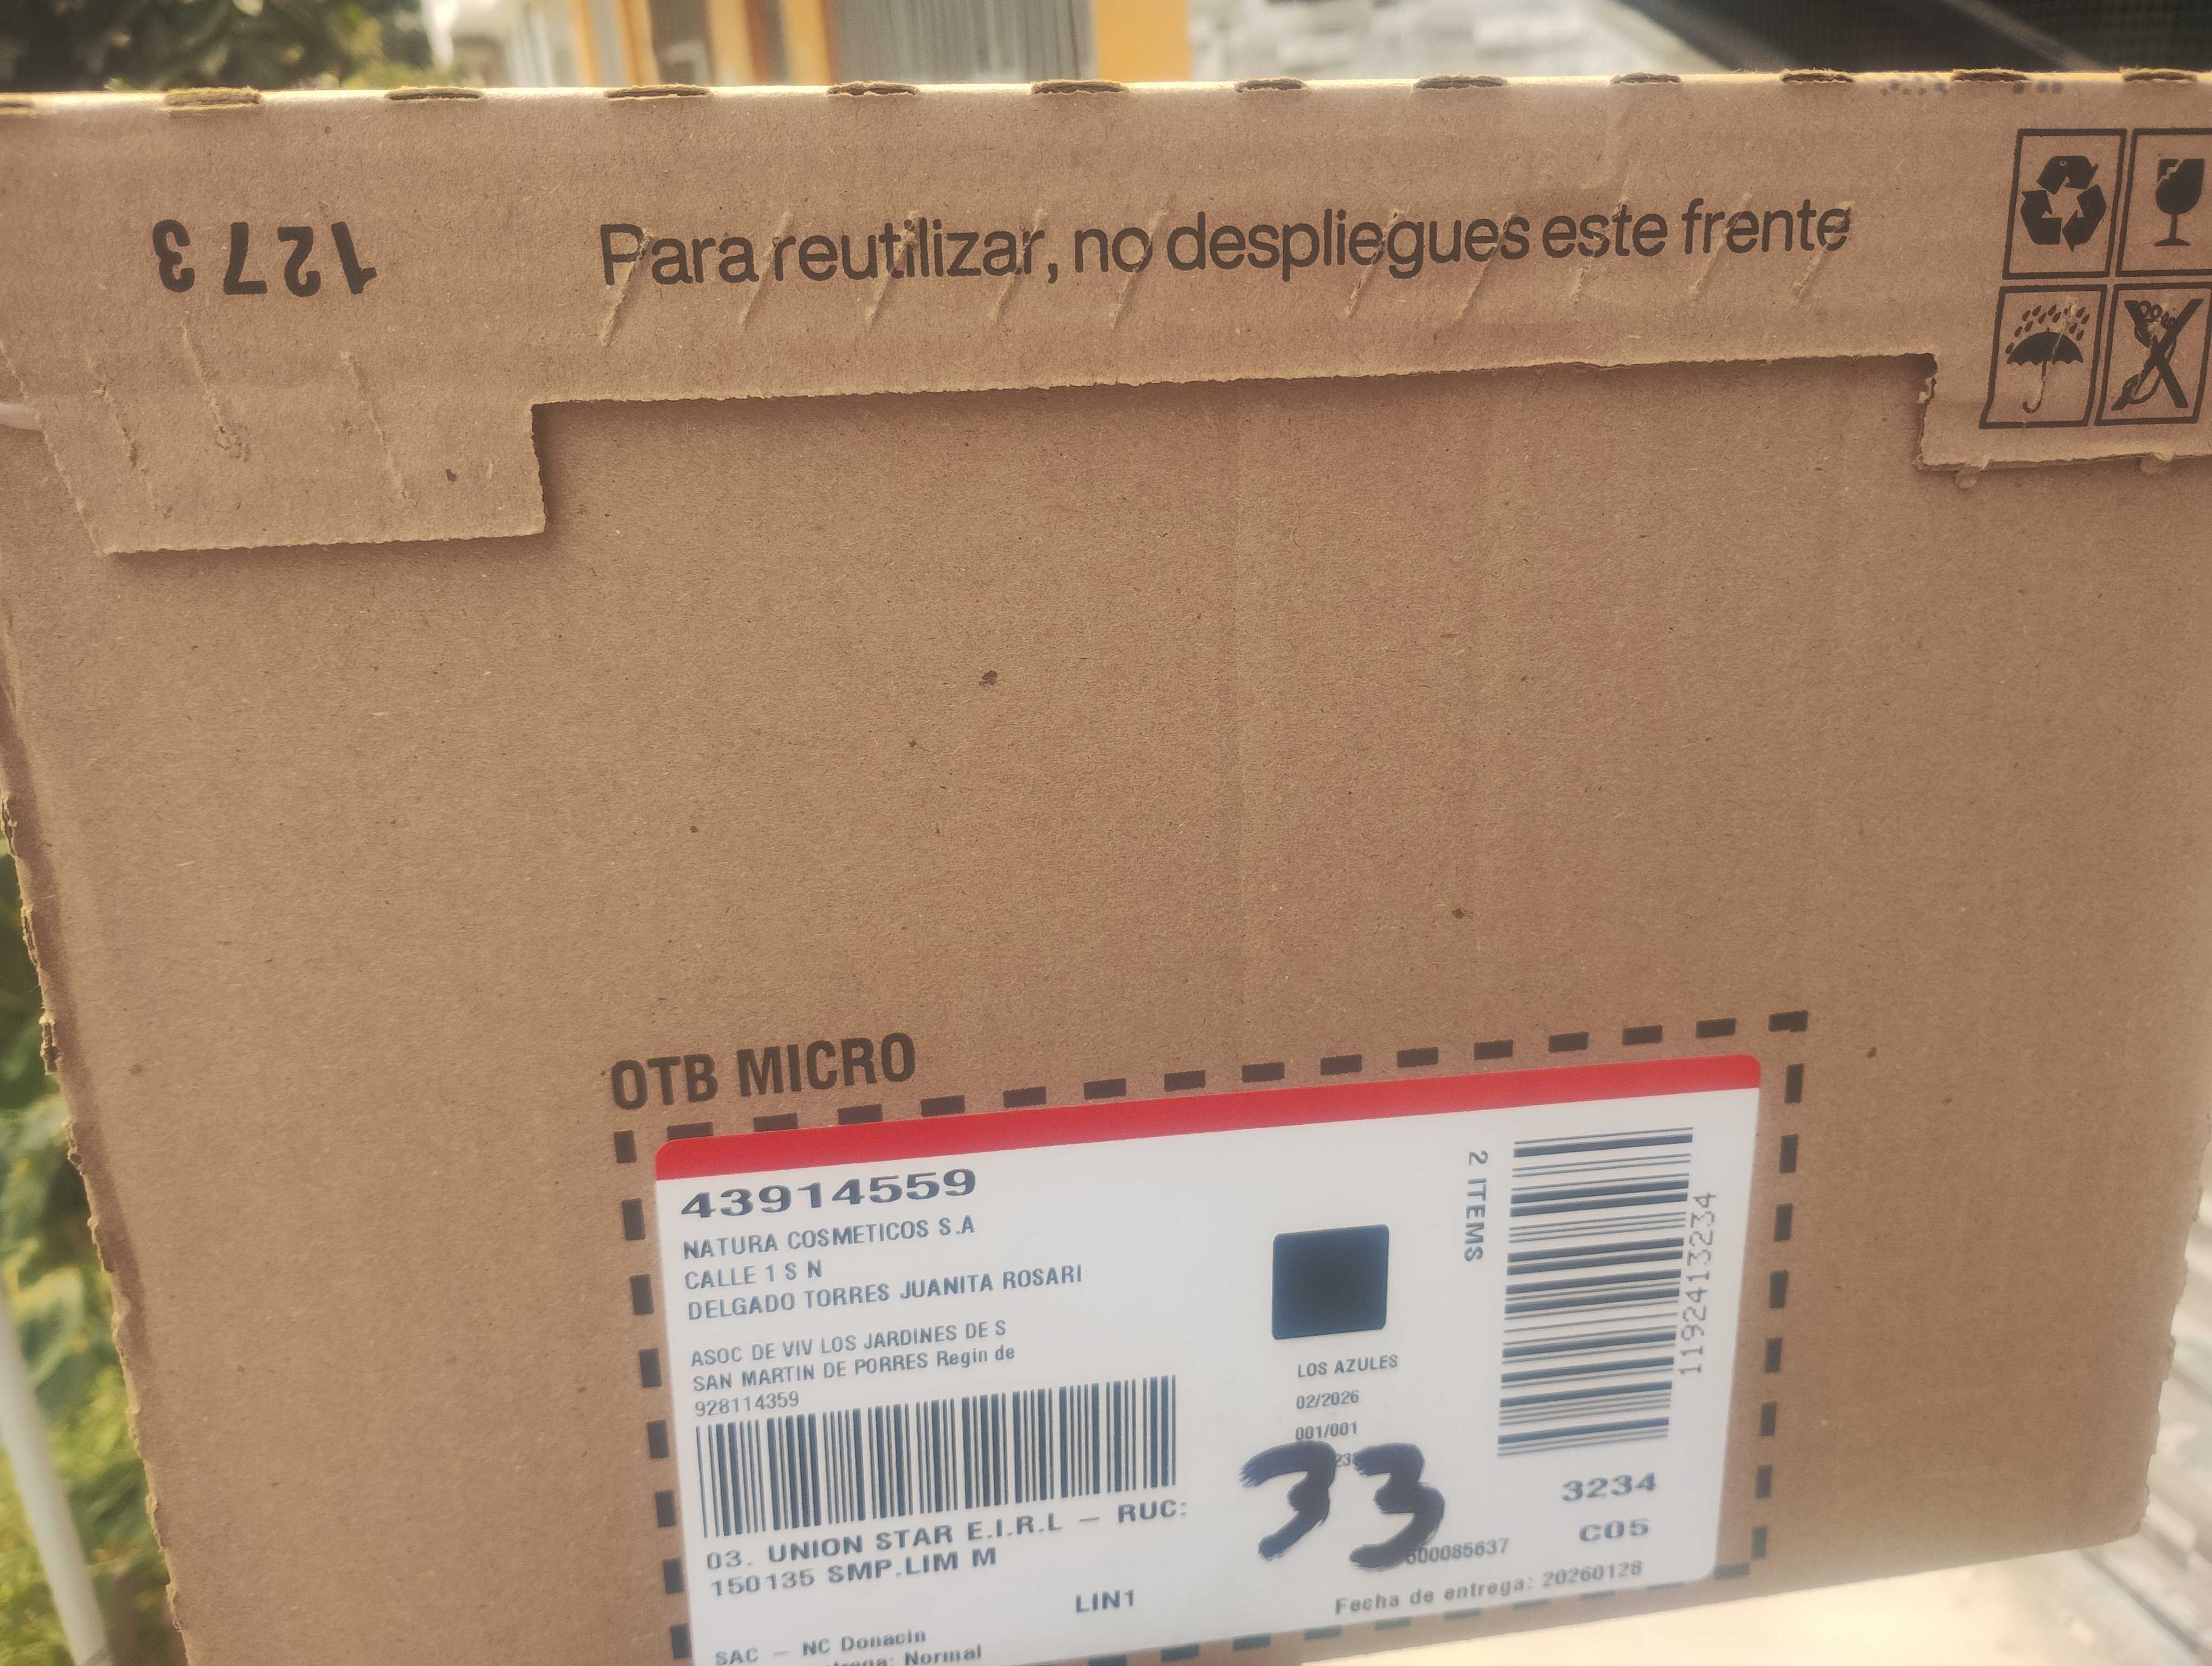 1273
Para reutilizar, no despliegues este frente
OTB MICRO
43914559
NATURA COSMETICOS S.A
CALLE 1 S N
DELGADO TORRES JUANITA ROSARI
ASOC DE VIV LOS JARDINES DE S
SAN MARTIN DE PORRES Regin de
928114359
03. UNION STAR E.I.R.L – RUC:
150135 SMP.LIM M
LIN1
SAC – NC Donacin
Normal
2 ITEMS
1192413234
LOS AZULES
02/2026
001/001
33
3234
C05
Fecha de entrega: 20260128